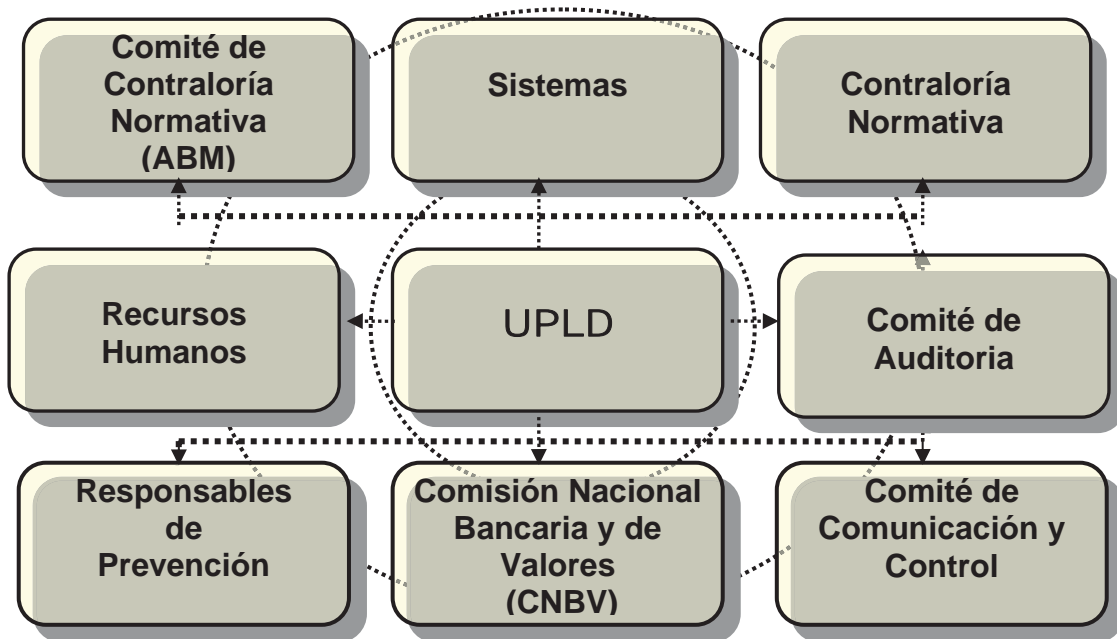 Comité de
Contraloría
Normativa
(ABM)
Sistemas
Contraloría
Normativa
Recursos
Humanos
UPLD
Comité de
Auditoria
Responsables
de
Prevención
Comisión Nacional
Bancaria y de
Valores
(CNBV)
Comité de
Comunicación y
Control